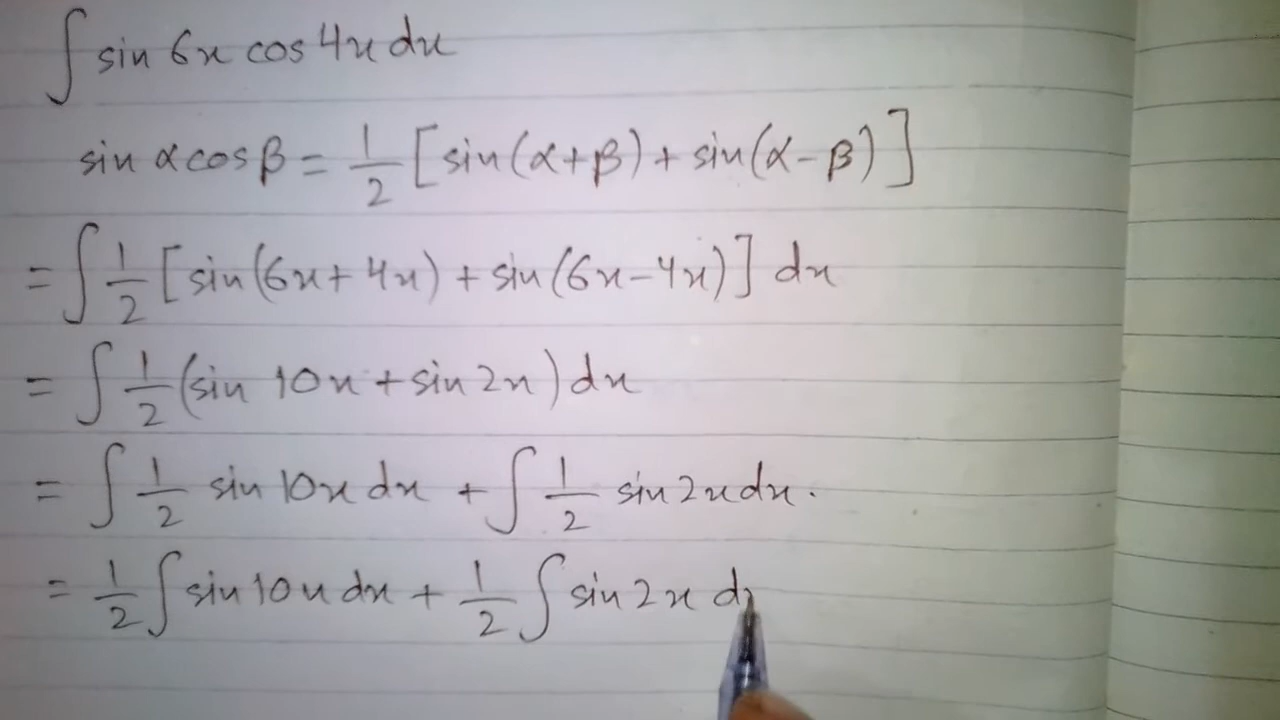 ∫ sin 6x cos 4x dx
sin α cos β = 1/2 [sin(α+β) + sin(α-β)]
= ∫ 1/2 [sin(6x + 4x) + sin(6x - 4x)] dx
= ∫ 1/2 (sin 10x + sin 2x) dx
= ∫ 1/2 sin 10x dx + ∫ 1/2 sin 2x dx.
= 1/2 ∫ sin 10x dx + 1/2 ∫ sin 2x dx